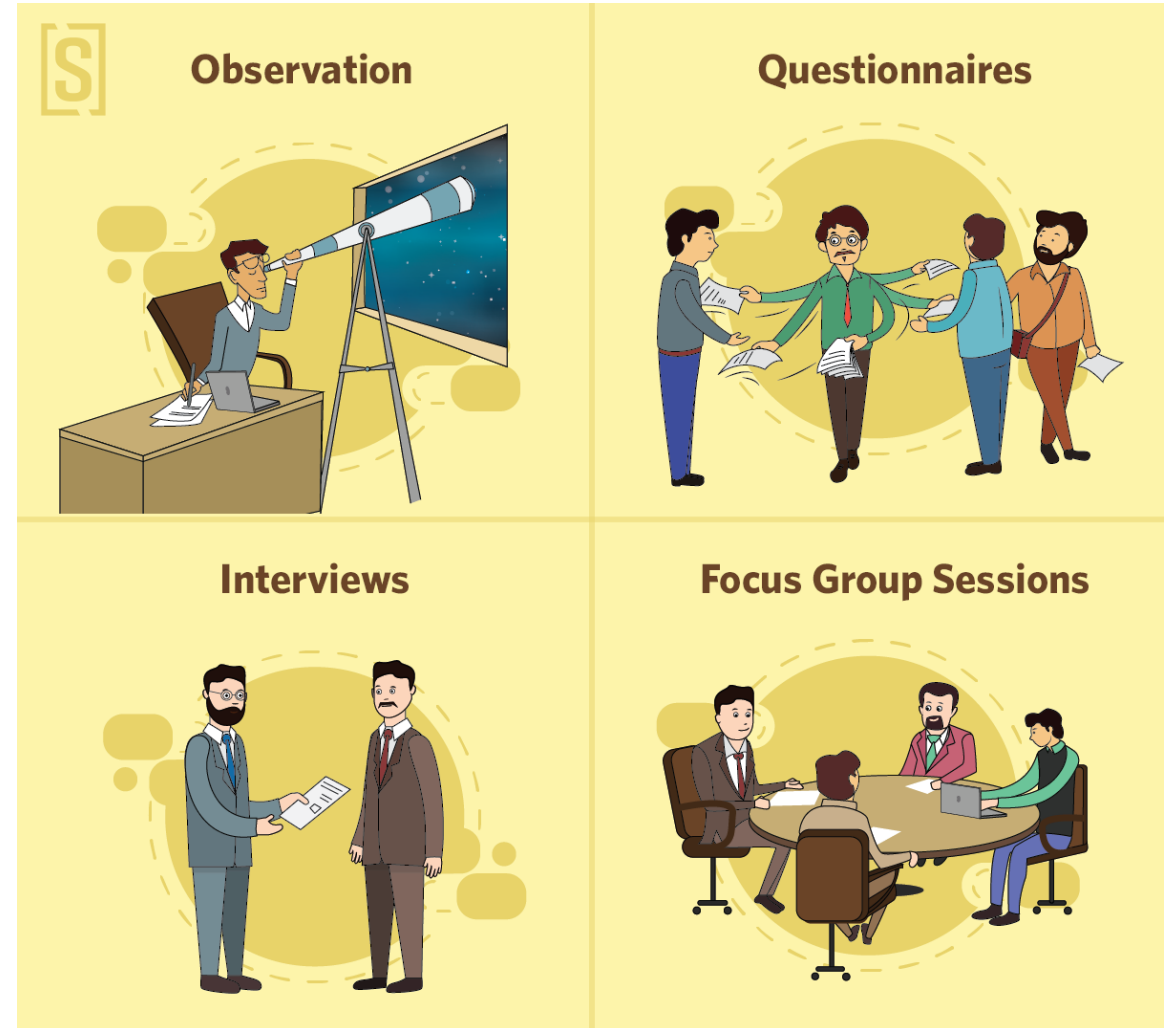 [S]
Observation
Questionnaires
Interviews
Focus Group Sessions